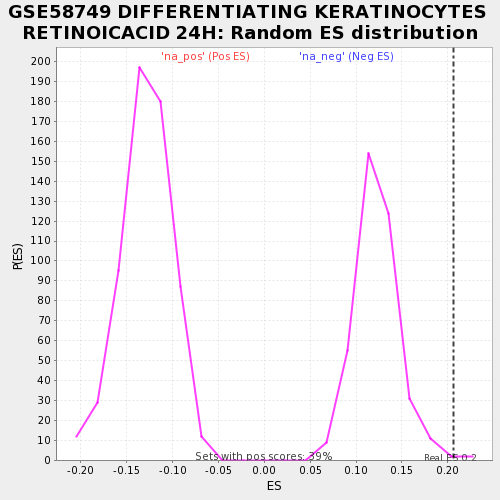 GSE58749 DIFFERENTIATING KERATINOCYTES
RETINOICACID 24H: Random ES distribution
'na_pos' (Pos ES) 'na_neg' (Neg ES)
200
190
180
170
160
150
140
130
120
110
100
90
80
70
60
50
40
30
20
10
0
P(ES)
Sets with pos scores: 39%
Real ES 0.2
-0.20 -0.15 -0.10 -0.05 0.00 0.05 0.10 0.15 0.20
ES